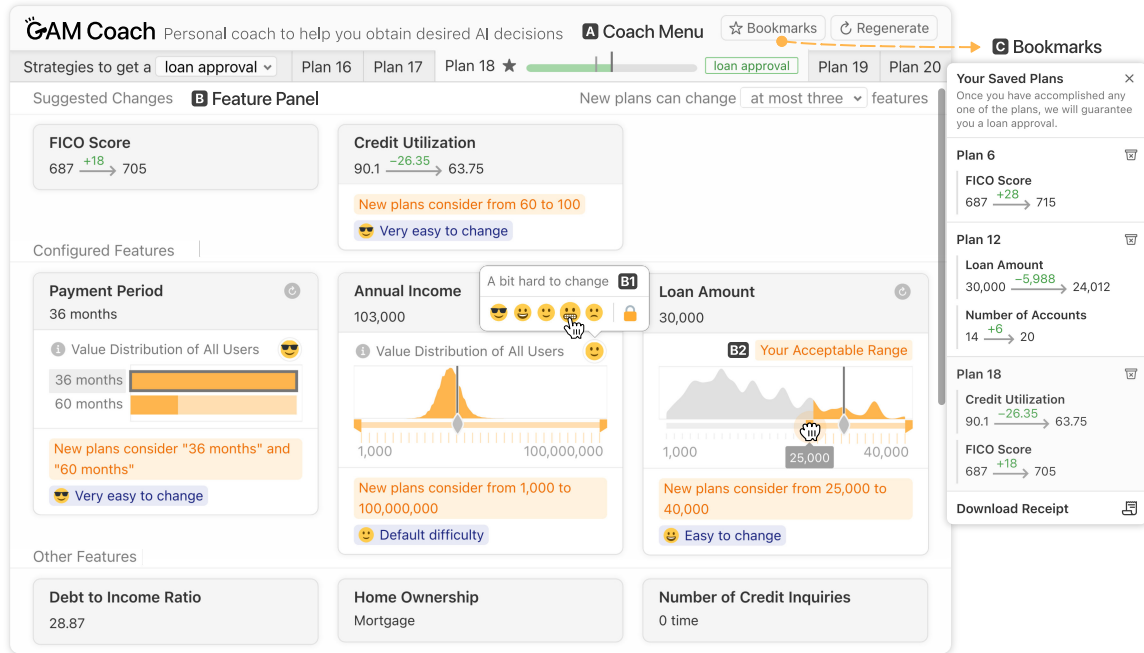 GAM Coach Personal coach to help you obtain desired AI decisions
A Coach Menu
Bookmarks
Regenerate
C Bookmarks
Strategies to get a loan approval
Plan 16
Plan 17
Plan 18
loan approval
Plan 19
Plan 20
Suggested Changes
B Feature Panel
New plans can change at most three features
FICO Score
687 +18 705
Credit Utilization
90.1 −26.35 63.75
New plans consider from 60 to 100
Very easy to change
Configured Features
Payment Period
36 months
Value Distribution of All Users
36 months
60 months
New plans consider "36 months" and
"60 months"
Very easy to change
Annual Income
103,000
A bit hard to change B1
Value Distribution of All Users
1,000
100,000,000
New plans consider from 1,000 to
100,000,000
Default difficulty
Loan Amount
30,000
B2 Your Acceptable Range
1,000
25,000
40,000
New plans consider from 25,000 to
40,000
Easy to change
Other Features
Debt to Income Ratio
28.87
Home Ownership
Mortgage
Number of Credit Inquiries
0 time
Your Saved Plans
Once you have accomplished any
one of the plans, we will guarantee
you a loan approval.
Plan 6
FICO Score
687 +28 715
Plan 12
Loan Amount
30,000 −5,988 24,012
Number of Accounts
14 +6 20
Plan 18
Credit Utilization
90.1 −26.35 63.75
FICO Score
687 +18 705
Download Receipt